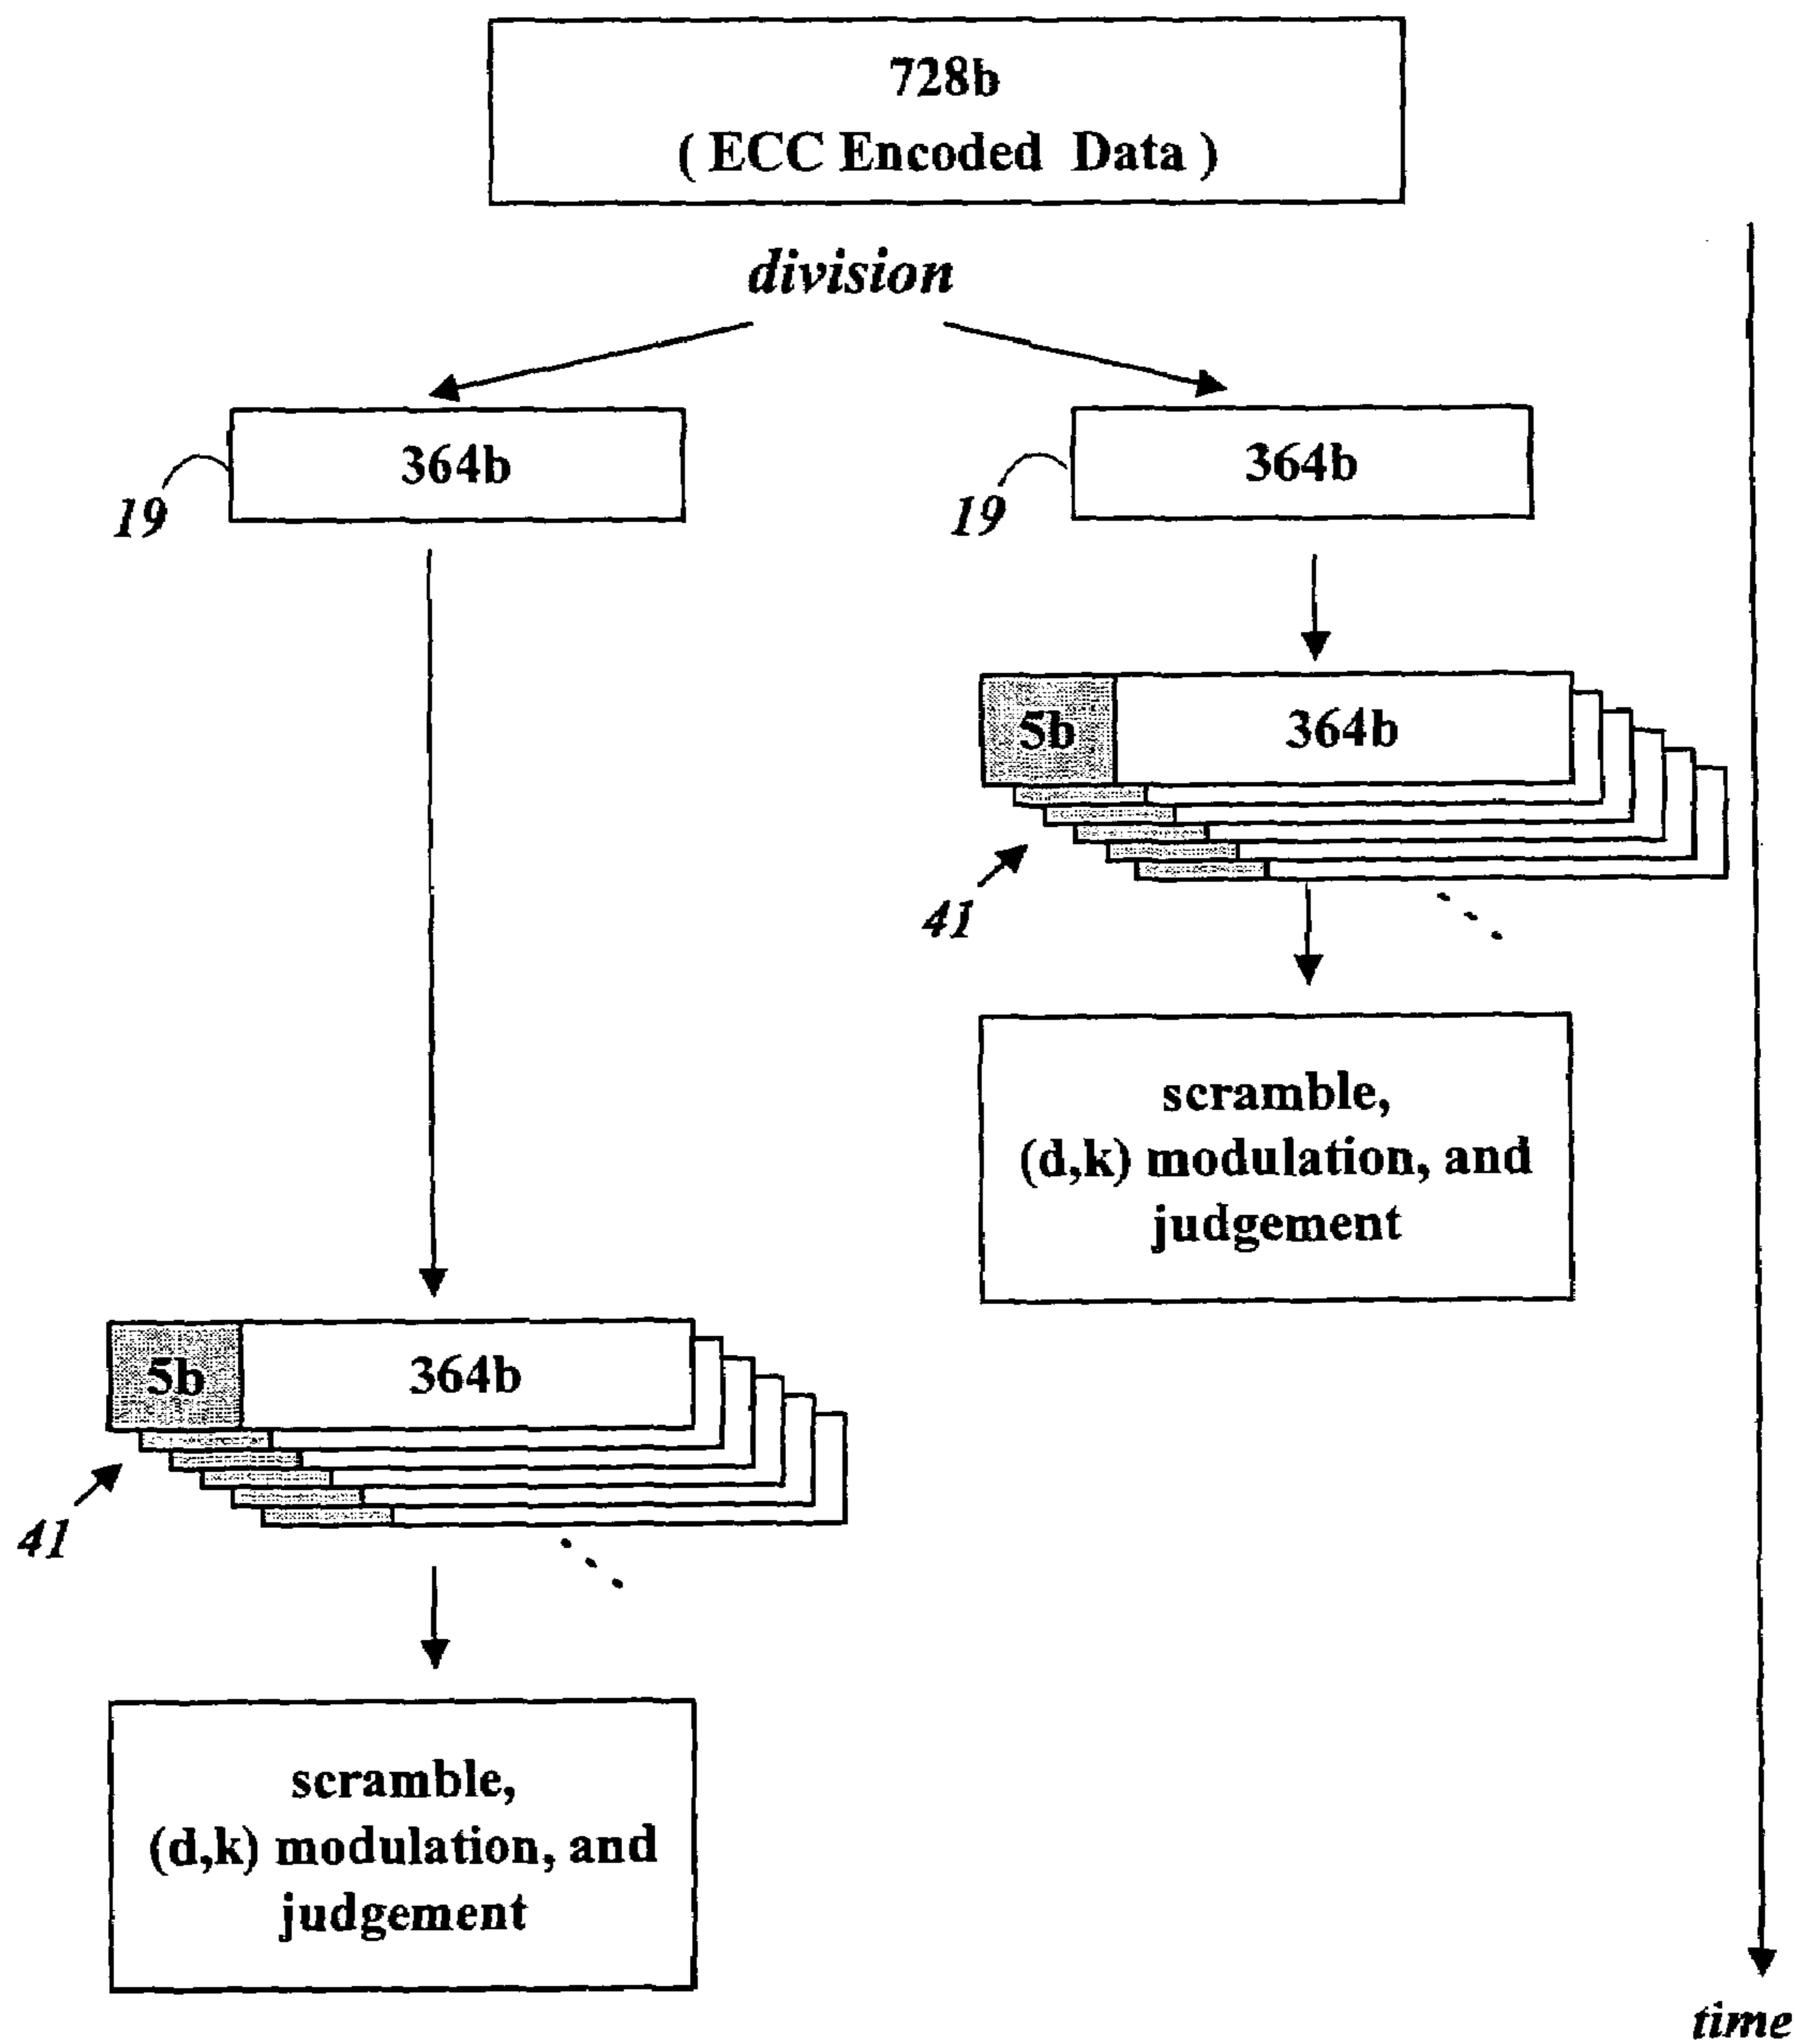 728b
( ECC Encoded Data )
division
364b
364b
19
19
5b 364b
41
scramble,
(d,k) modulation, and
judgement
5b 364b
41
scramble,
(d,k) modulation, and
judgement
time